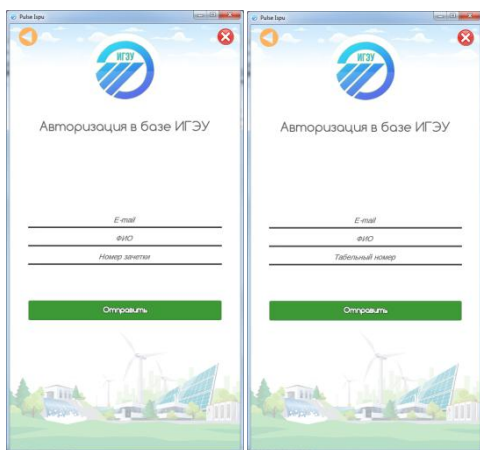 Pulse Ispu
ИГЭУ
Авторизация в базе ИГЭУ
E-mail
ФИО
Номер зачетки
Отправить
Pulse Ispu
ИГЭУ
Авторизация в базе ИГЭУ
E-mail
ФИО
Табельный номер
Отправить